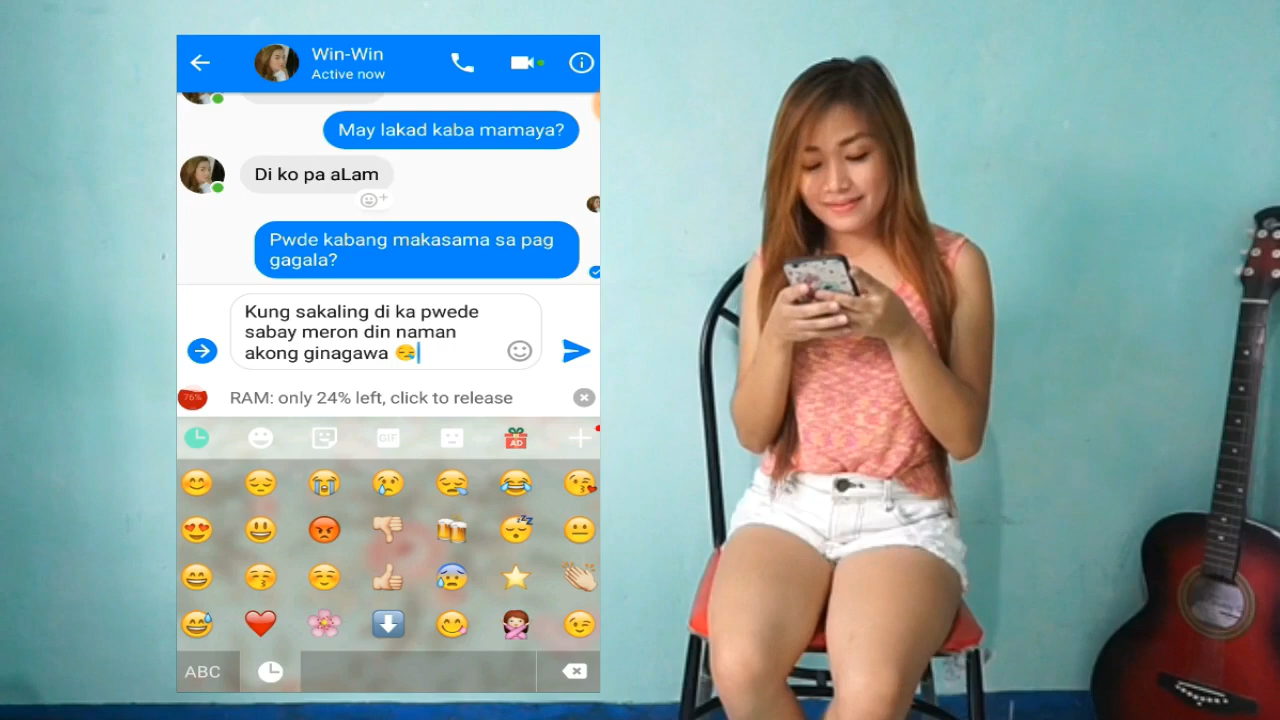 Win-Win
Active now
May lakad kaba mamaya?
Di ko pa aLam
Pwde kabang makasama sa pag
gagala?
Kung sakaling di ka pwede
sabay meron din naman
akong ginagawa
76%
RAM: only 24% left, click to release
GIF
AD
ABC